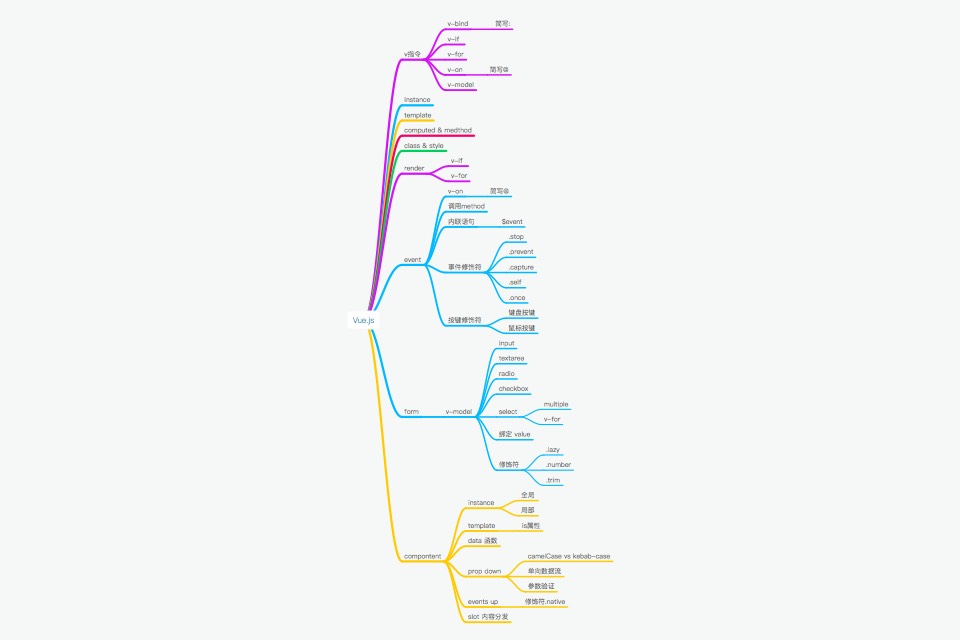 v-bind 简写:
v-if
v指令
v-for
v-on 简写@
v-model
instance
template
computed & medthod
class & style
v-if
render
v-for
v-on 简写@
调用method
内联语句 $event
.stop
.prevent
event
事件修饰符
.capture
.self
.once
键盘按键
按键修饰符
Vue.js
鼠标按键
input
textarea
radio
checkbox
multiple
form v-model select
v-for
绑定 value
.lazy
修饰符 .number
.trim
全局
instance
局部
template is属性
data 函数
compontent
camelCase vs kebab-case
prop down 单向数据流
参数验证
events up 修饰符.native
slot 内容分发